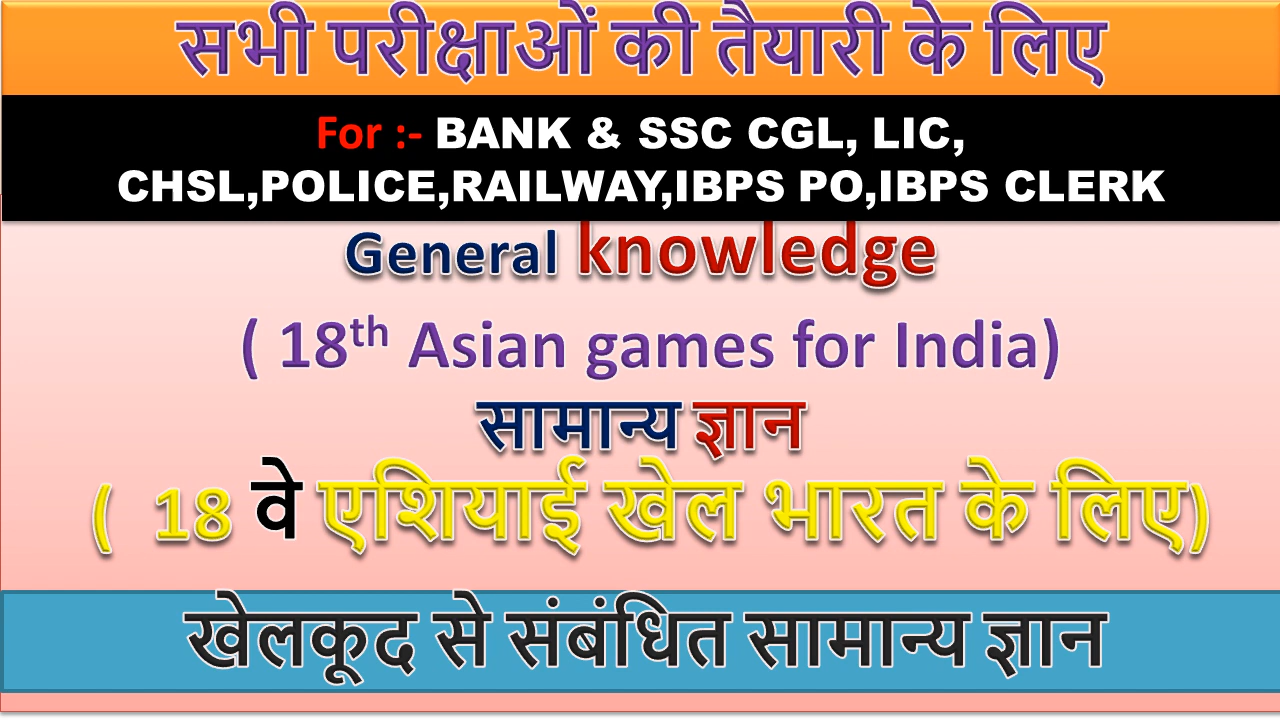 सभी परीक्षाओं की तैयारी के लिए
For :- BANK & SSC CGL, LIC,
CHSL,POLICE,RAILWAY,IBPS PO,IBPS CLERK
General knowledge
( 18th Asian games for India)
सामान्य ज्ञान
( 18 वे एशियाई खेल भारत के लिए)
खेलकूद से संबंधित सामान्य ज्ञान